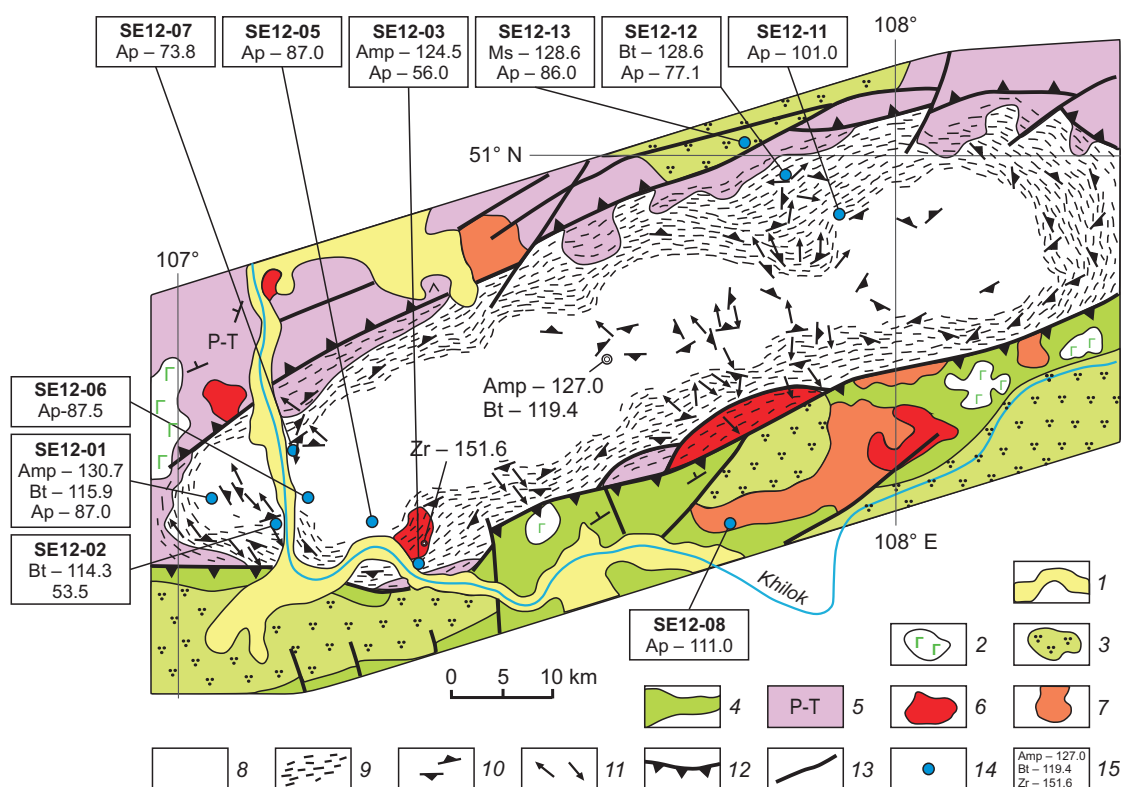 SE12-07
Ap – 73.8
SE12-05
Ap – 87.0
SE12-03
Amp – 124.5
Ap – 56.0
SE12-13
Ms – 128.6
Ap – 86.0
SE12-12
Bt – 128.6
Ap – 77.1
SE12-11
Ap – 101.0
108°
51° N
107°
P-T
Г
Г
Г
Г
Amp – 127.0
Bt – 119.4
Г
Г
Г
Г
Г
SE12-06
Ap-87.5
Zr – 151.6
SE12-01
Amp – 130.7
Bt – 115.9
Ap – 87.0
Г
SE12-02
Bt – 114.3
53.5
108° E
Khilok
SE12-08
Ap – 111.0
0 5 10 km
1
Г Г 2
3
4
P-T 5
6
7
8
9
10
11
12
13
14
Amp – 127.0
Bt – 119.4
Zr – 151.6
15